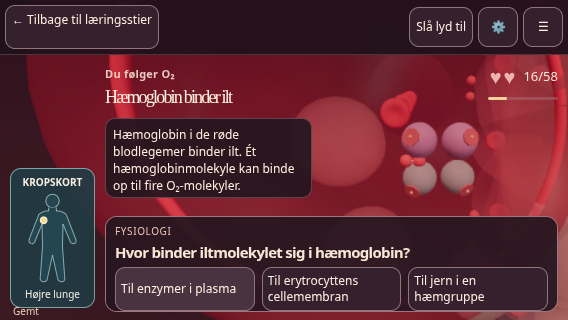 ← Tilbage til læringsstier
Slå lyd til
Du følger O₂
16/58
Hæmoglobin binder ilt
Hæmoglobin i de røde
blodlegemer binder ilt. Ét
hæmoglobinmolekyle kan binde
op til fire O₂-molekyler.
KROPSKORT
Højre lunge
Gemt
FYSIOLOGI
Hvor binder iltmolekylet sig i hæmoglobin?
Til enzymer i plasma
Til erytrocyttens
cellemembran
Til jern i en
hæmgruppe